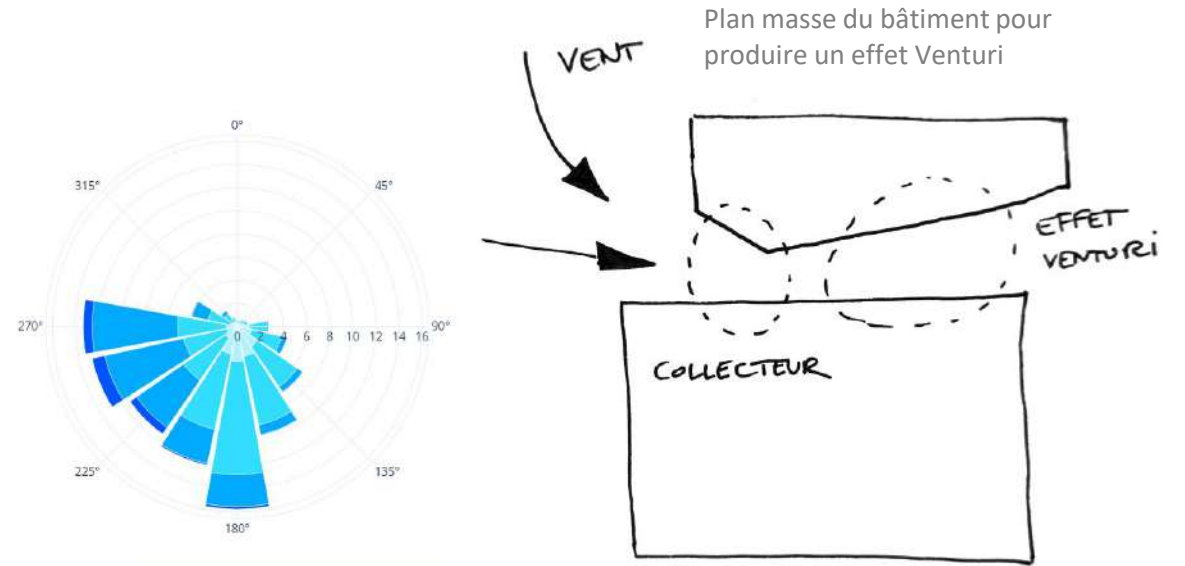 Plan masse du bâtiment pour
produire un effet Venturi
VENT
0°
315°
45°
270°
0 2 4 6 8 10 12 14 16
90°
225°
135°
180°
EFFET
VENTURI
COLLECTEUR